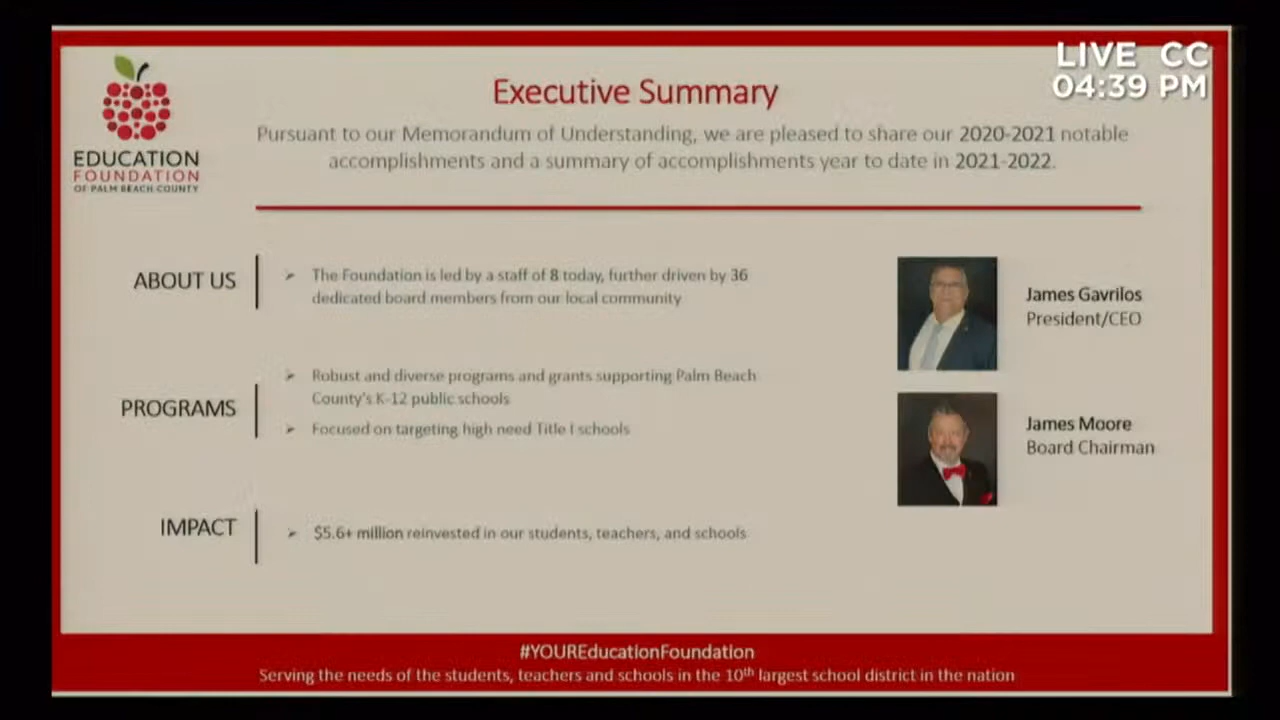 LIVE CC
04:39 PM
EDUCATION
FOUNDATION
OF PALM BEACH COUNTY
Executive Summary
Pursuant to our Memorandum of Understanding, we are pleased to share our 2020-2021 notable
accomplishments and a summary of accomplishments year to date in 2021-2022.
ABOUT US
The Foundation is led by a staff of 8 today, further driven by 36
dedicated board members from our local community
PROGRAMS
Robust and diverse programs and grants supporting Palm Beach
County's K-12 public schools
Focused on targeting high need Title I schools
IMPACT
$5.6+ million reinvested in our students, teachers, and schools
James Gavrilos
President/CEO
James Moore
Board Chairman
#YOUREducationFoundation
Serving the needs of the students, teachers and schools in the 10th largest school district in the nation